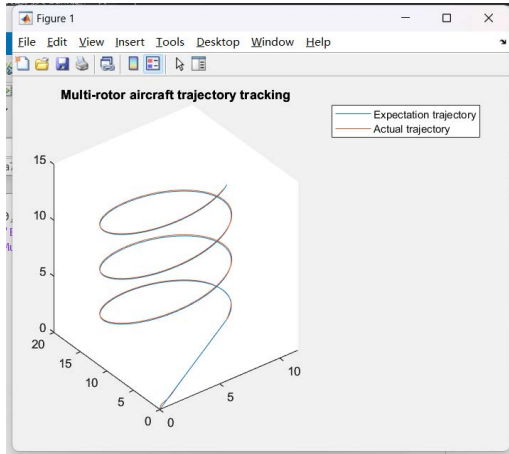 Figure 1
File Edit View Insert Tools Desktop Window Help
Multi-rotor aircraft trajectory tracking
Expectation trajectory
Actual trajectory
15
10
5
0
20
15
10
5
0
0
5
10